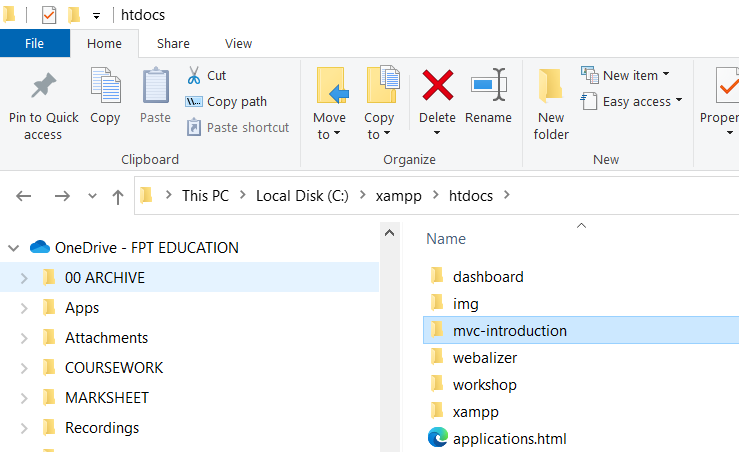 htdocs
File Home Share View
Pin to Quick access
Copy
Paste
Cut
Copy path
Paste shortcut
Clipboard
Move to
Copy to
Delete
Rename
Organize
New folder
New item
Easy access
New
Proper
This PC > Local Disk (C:) > xampp > htdocs >
OneDrive - FPT EDUCATION
00 ARCHIVE
Apps
Attachments
COURSEWORK
MARKSHEET
Recordings
Name
dashboard
img
mvc-introduction
webalizer
workshop
xampp
applications.html